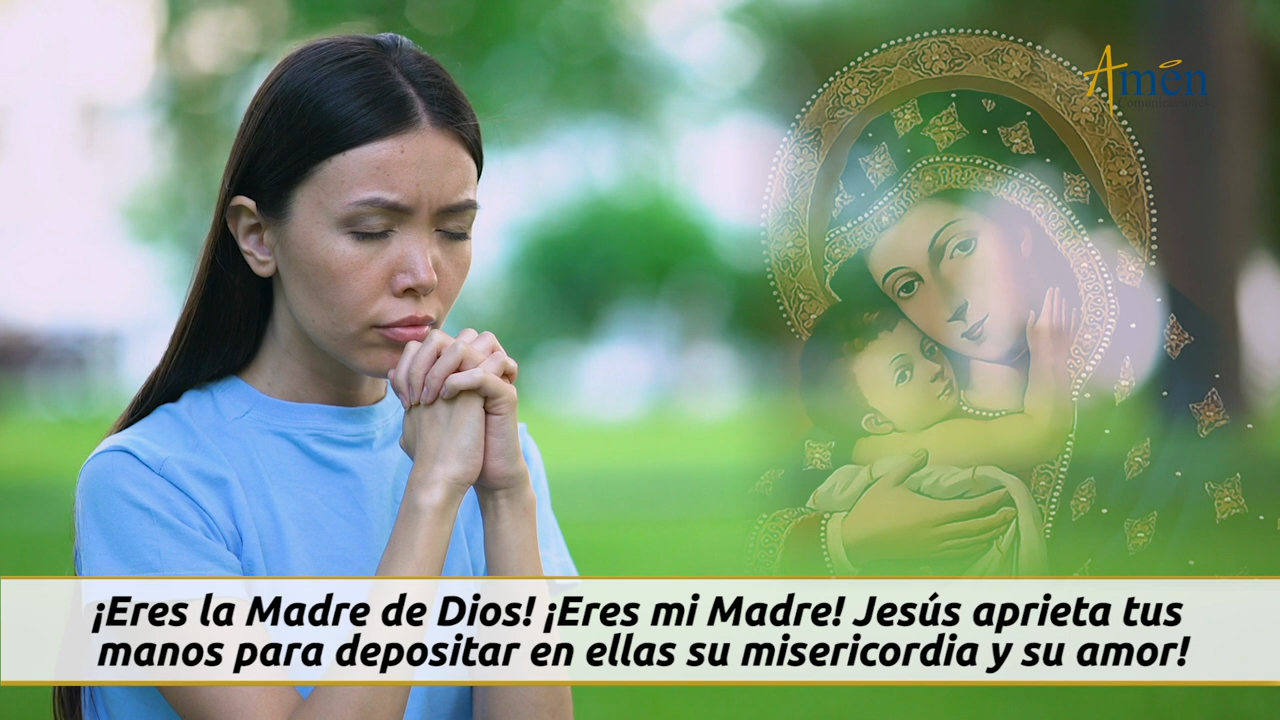 Amén
Comunicaciones
¡Eres la Madre de Dios! ¡Eres mi Madre! Jesús aprieta tus
manos para depositar en ellas su misericordia y su amor!